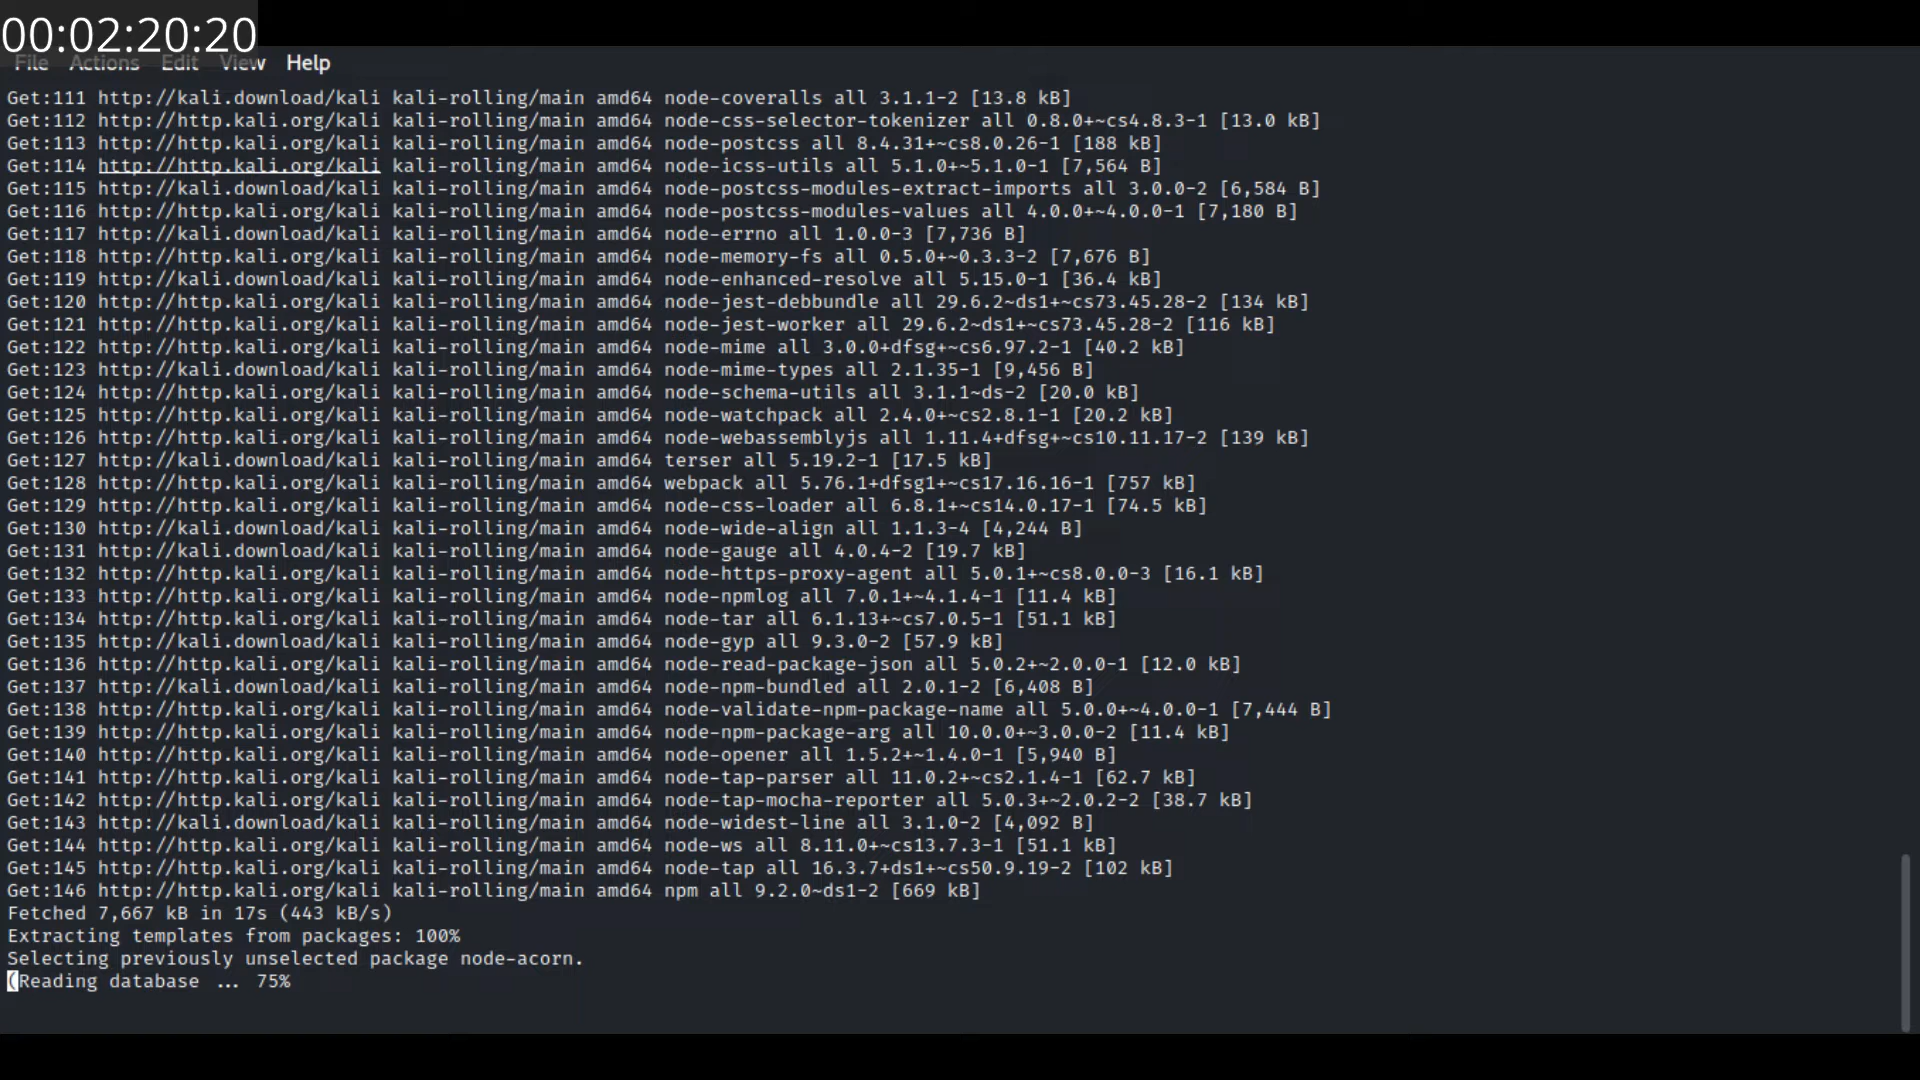 00:02:20:20
File Actions Edit View Help
Get:111 http://kali.download/kali kali-rolling/main amd64 node-coveralls all 3.1.1-2 [13.8 kB]
Get:112 http://http.kali.org/kali kali-rolling/main amd64 node-css-selector-tokenizer all 0.8.0+~cs4.8.3-1 [13.0 kB]
Get:113 http://http.kali.org/kali kali-rolling/main amd64 node-postcss all 8.4.31+~cs8.0.26-1 [188 kB]
Get:114 http://http.kali.org/kali kali-rolling/main amd64 node-icss-utils all 5.1.0+~5.1.0-1 [7,564 B]
Get:115 http://kali.download/kali kali-rolling/main amd64 node-postcss-modules-extract-imports all 3.0.0-2 [6,584 B]
Get:116 http://http.kali.org/kali kali-rolling/main amd64 node-postcss-modules-values all 4.0.0+~4.0.0-1 [7,180 B]
Get:117 http://kali.download/kali kali-rolling/main amd64 node-errno all 1.0.0-3 [7,736 B]
Get:118 http://http.kali.org/kali kali-rolling/main amd64 node-memory-fs all 0.5.0+~0.3.3-2 [7,676 B]
Get:119 http://kali.download/kali kali-rolling/main amd64 node-enhanced-resolve all 5.15.0-1 [36.4 kB]
Get:120 http://http.kali.org/kali kali-rolling/main amd64 node-jest-debbundle all 29.6.2~ds1+~cs73.45.28-2 [134 kB]
Get:121 http://http.kali.org/kali kali-rolling/main amd64 node-jest-worker all 29.6.2~ds1+~cs73.45.28-2 [116 kB]
Get:122 http://http.kali.org/kali kali-rolling/main amd64 node-mime all 3.0.0+dfsg+~cs6.97.2-1 [40.2 kB]
Get:123 http://kali.download/kali kali-rolling/main amd64 node-mime-types all 2.1.35-1 [9,456 B]
Get:124 http://http.kali.org/kali kali-rolling/main amd64 node-schema-utils all 3.1.1~ds-2 [20.0 kB]
Get:125 http://http.kali.org/kali kali-rolling/main amd64 node-watchpack all 2.4.0+~cs2.8.1-1 [20.2 kB]
Get:126 http://http.kali.org/kali kali-rolling/main amd64 node-webassemblyjs all 1.11.4+dfsg+~cs10.11.17-2 [139 kB]
Get:127 http://kali.download/kali kali-rolling/main amd64 terser all 5.19.2-1 [17.5 kB]
Get:128 http://http.kali.org/kali kali-rolling/main amd64 webpack all 5.76.1+dfsg1+~cs17.16.16-1 [757 kB]
Get:129 http://http.kali.org/kali kali-rolling/main amd64 node-css-loader all 6.8.1+~cs14.0.17-1 [74.5 kB]
Get:130 http://kali.download/kali kali-rolling/main amd64 node-wide-align all 1.1.3-4 [4,244 B]
Get:131 http://kali.download/kali kali-rolling/main amd64 node-gauge all 4.0.4-2 [19.7 kB]
Get:132 http://http.kali.org/kali kali-rolling/main amd64 node-https-proxy-agent all 5.0.1+~cs8.0.0-3 [16.1 kB]
Get:133 http://http.kali.org/kali kali-rolling/main amd64 node-npmlog all 7.0.1+~4.1.4-1 [11.4 kB]
Get:134 http://http.kali.org/kali kali-rolling/main amd64 node-tar all 6.1.13+~cs7.0.5-1 [51.1 kB]
Get:135 http://kali.download/kali kali-rolling/main amd64 node-gyp all 9.3.0-2 [57.9 kB]
Get:136 http://http.kali.org/kali kali-rolling/main amd64 node-read-package-json all 5.0.2+~2.0.0-1 [12.0 kB]
Get:137 http://kali.download/kali kali-rolling/main amd64 node-npm-bundled all 2.0.1-2 [6,408 B]
Get:138 http://http.kali.org/kali kali-rolling/main amd64 node-validate-npm-package-name all 5.0.0+~4.0.0-1 [7,444 B]
Get:139 http://http.kali.org/kali kali-rolling/main amd64 node-npm-package-arg all 10.0.0+~3.0.0-2 [11.4 kB]
Get:140 http://http.kali.org/kali kali-rolling/main amd64 node-opener all 1.5.2+~1.4.0-1 [5,940 B]
Get:141 http://http.kali.org/kali kali-rolling/main amd64 node-tap-parser all 11.0.2+~cs2.1.4-1 [62.7 kB]
Get:142 http://http.kali.org/kali kali-rolling/main amd64 node-tap-mocha-reporter all 5.0.3+~2.0.2-2 [38.7 kB]
Get:143 http://kali.download/kali kali-rolling/main amd64 node-widest-line all 3.1.0-2 [4,092 B]
Get:144 http://http.kali.org/kali kali-rolling/main amd64 node-ws all 8.11.0+~cs13.7.3-1 [51.1 kB]
Get:145 http://http.kali.org/kali kali-rolling/main amd64 node-tap all 16.3.7+ds1+~cs50.9.19-2 [102 kB]
Get:146 http://http.kali.org/kali kali-rolling/main amd64 npm all 9.2.0~ds1-2 [669 kB]
Fetched 7,667 kB in 17s (443 kB/s)
Extracting templates from packages: 100%
Selecting previously unselected package node-acorn.
(Reading database ... 75%